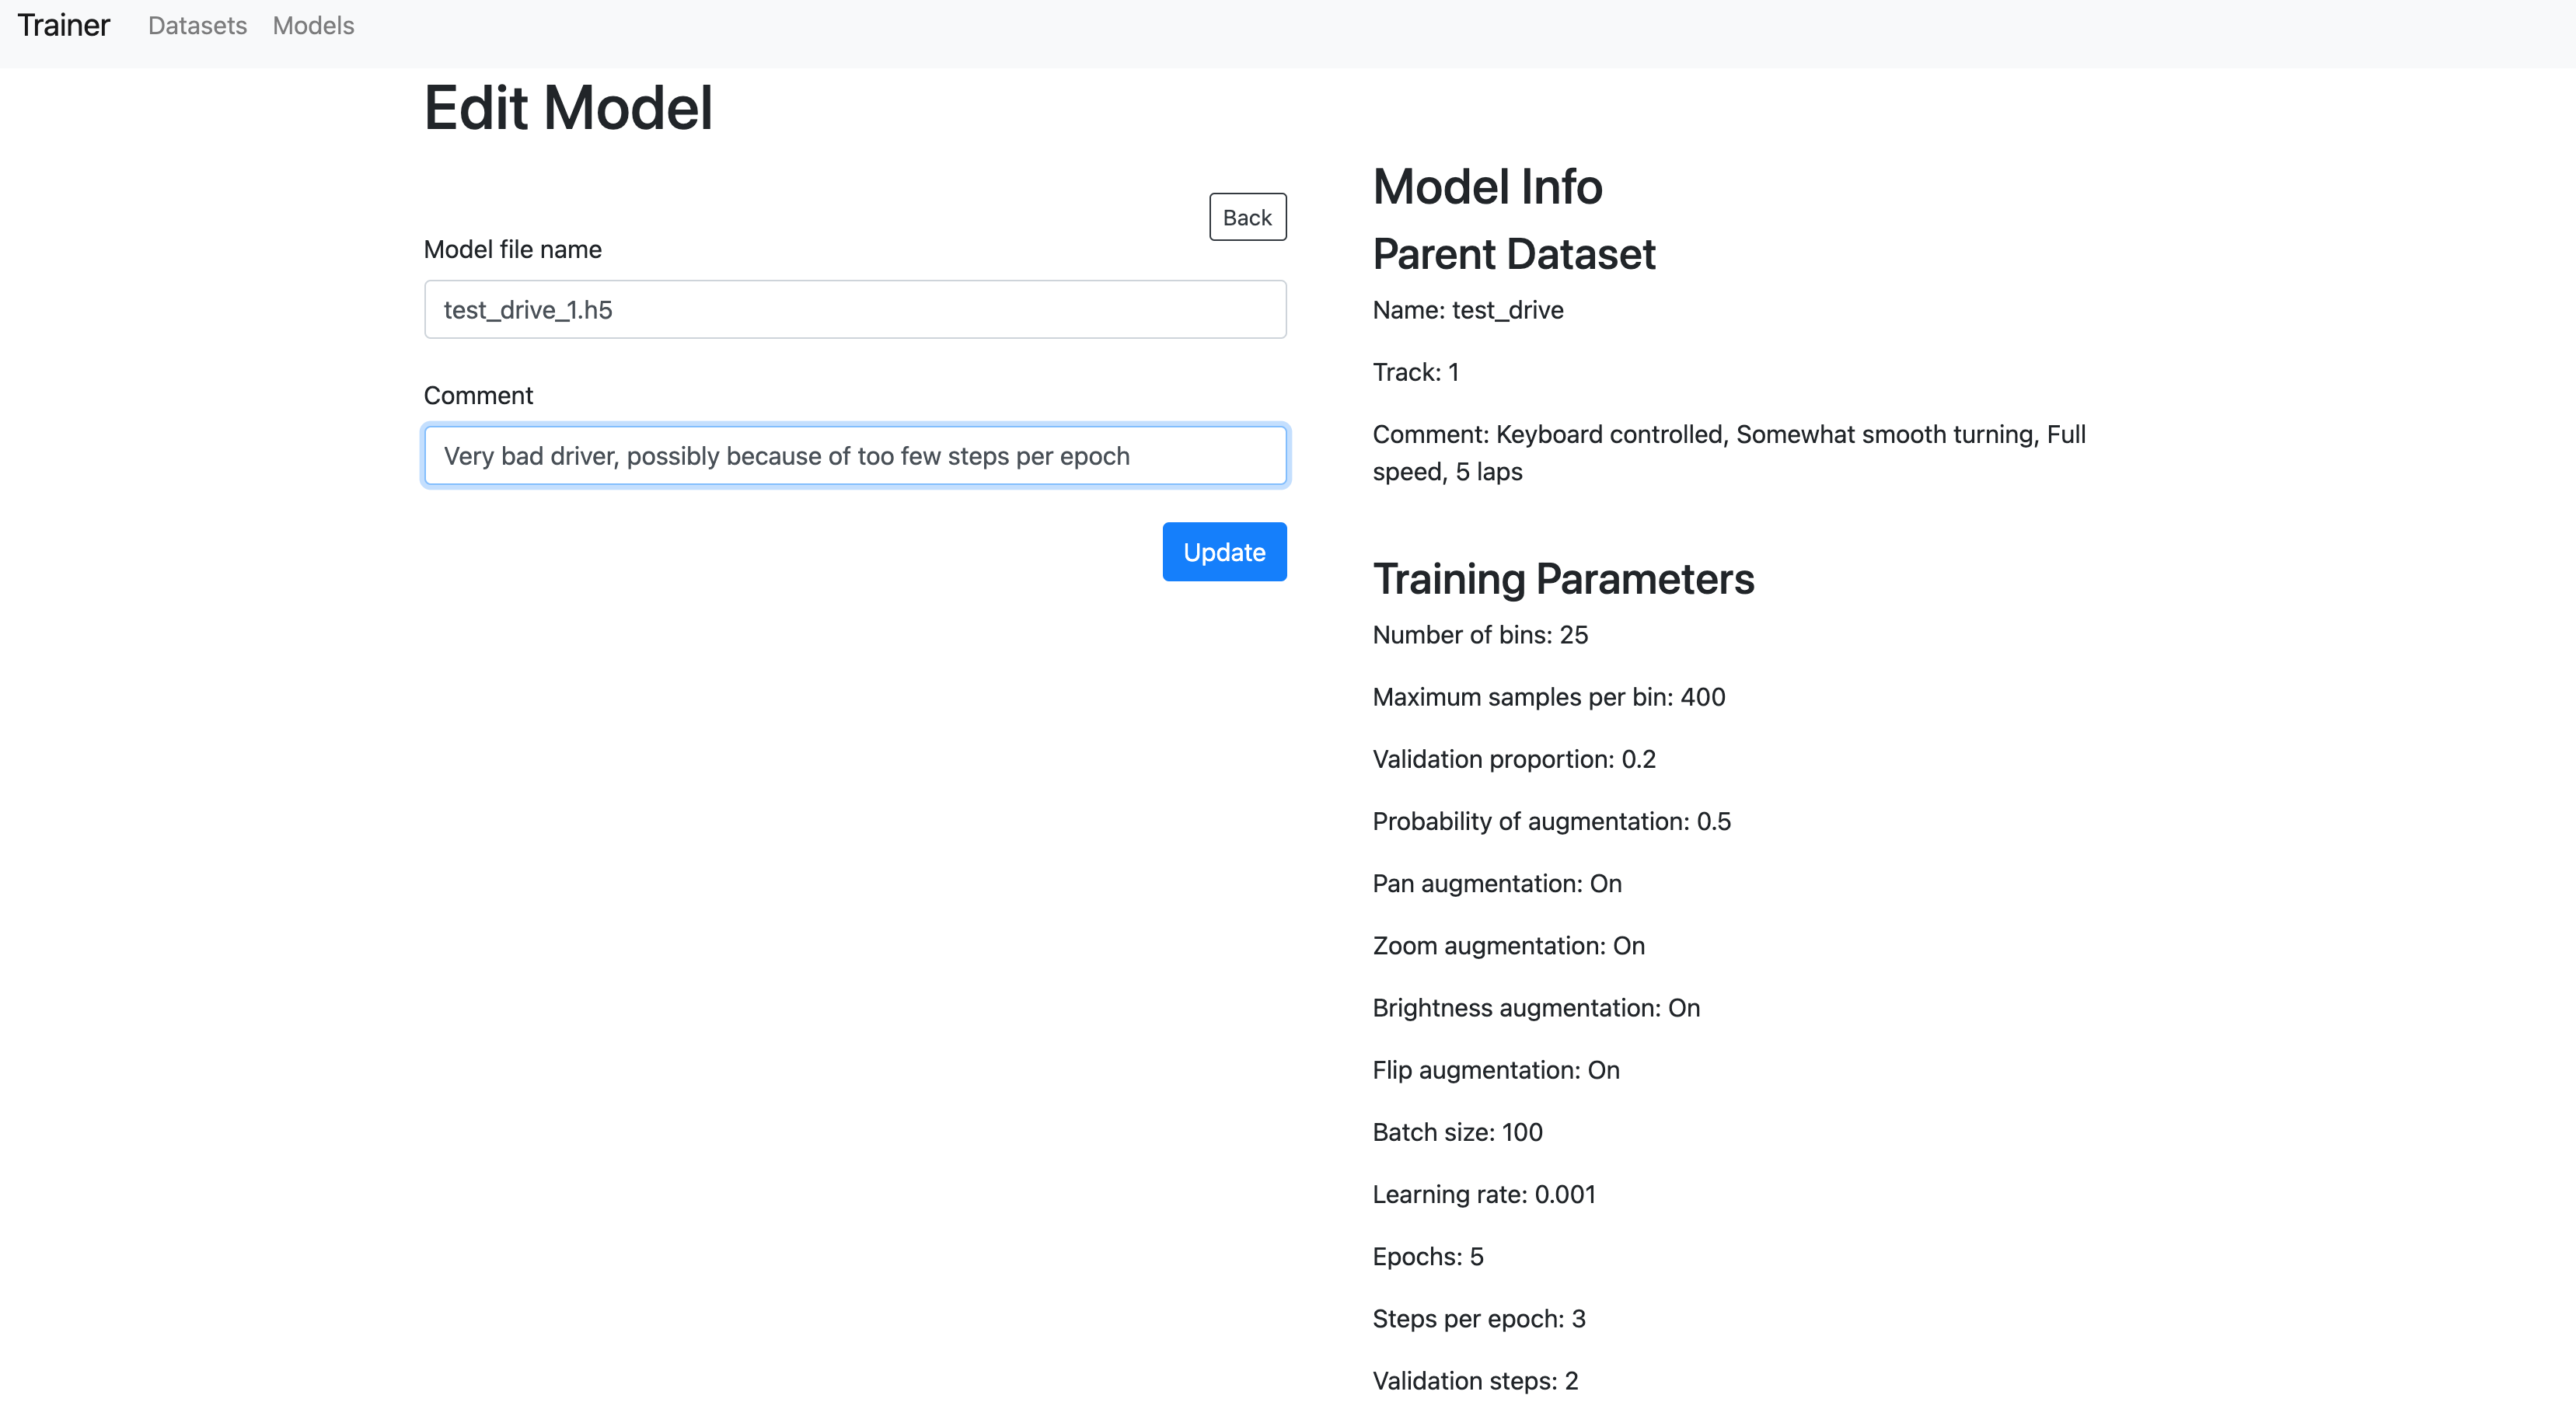 Trainer Datasets Models
Edit Model
Back
Model file name
test_drive_1.h5
Comment
Very bad driver, possibly because of too few steps per epoch
Update
Model Info
Parent Dataset
Name: test_drive
Track: 1
Comment: Keyboard controlled, Somewhat smooth turning, Full
speed, 5 laps
Training Parameters
Number of bins: 25
Maximum samples per bin: 400
Validation proportion: 0.2
Probability of augmentation: 0.5
Pan augmentation: On
Zoom augmentation: On
Brightness augmentation: On
Flip augmentation: On
Batch size: 100
Learning rate: 0.001
Epochs: 5
Steps per epoch: 3
Validation steps: 2